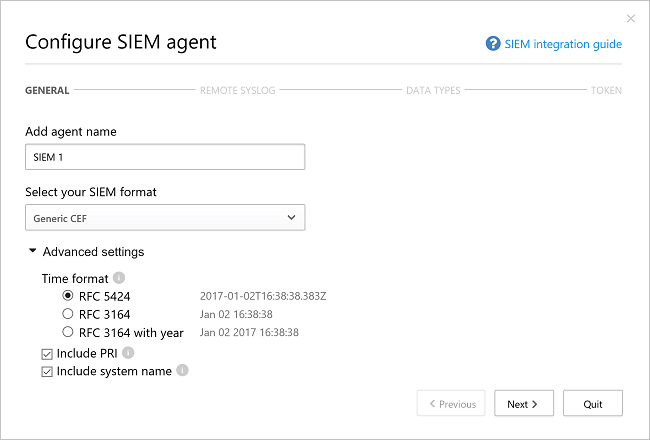 Configure SIEM agent
? SIEM integration guide
GENERAL REMOTE SYSLOG DATA TYPES TOKEN
Add agent name
SIEM 1
Select your SIEM format
Generic CEF
Advanced settings
Time format i
RFC 5424 2017-01-02T16:38:38.383Z
RFC 3164 Jan 02 16:38:38
RFC 3164 with year Jan 02 2017 16:38:38
Include PRI i
Include system name i
< Previous Next > Quit